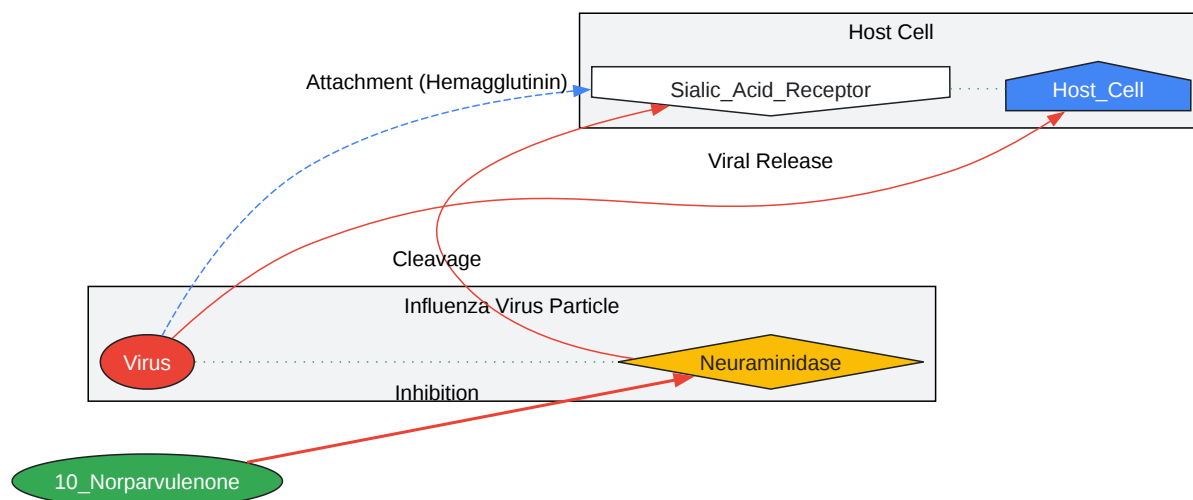 Host Cell
Attachment (Hemagglutinin)
Sialic_Acid_Receptor
Host_Cell
Viral Release
Cleavage
Influenza Virus Particle
Virus
Neuraminidase
Inhibition
10_Norparvulenone